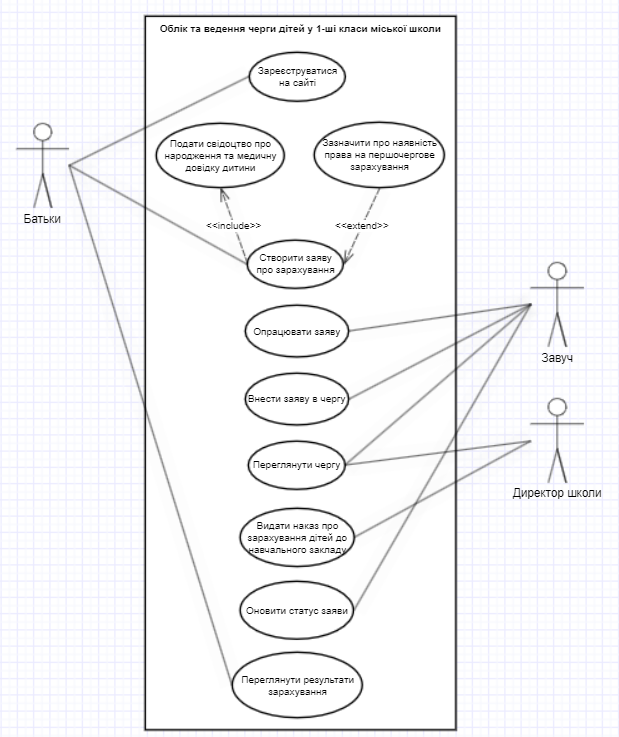 Облік та ведення черги дітей у 1-ші класи міської школи
Зареєструватися
на сайті
Подати свідоцтво про
народження та медичну
довідку дитини
Зазначити про наявність
права на першочергове
зарахування
Батьки
<<include>>
<<extend>>
Створити заяву
про зарахування
Опрацювати заяву
Завуч
Внести заяву в чергу
Переглянути чергу
Директор школи
Видати наказ про
зарахування дітей до
навчального закладу
Оновити статус заяви
Переглянути результати
зарахування